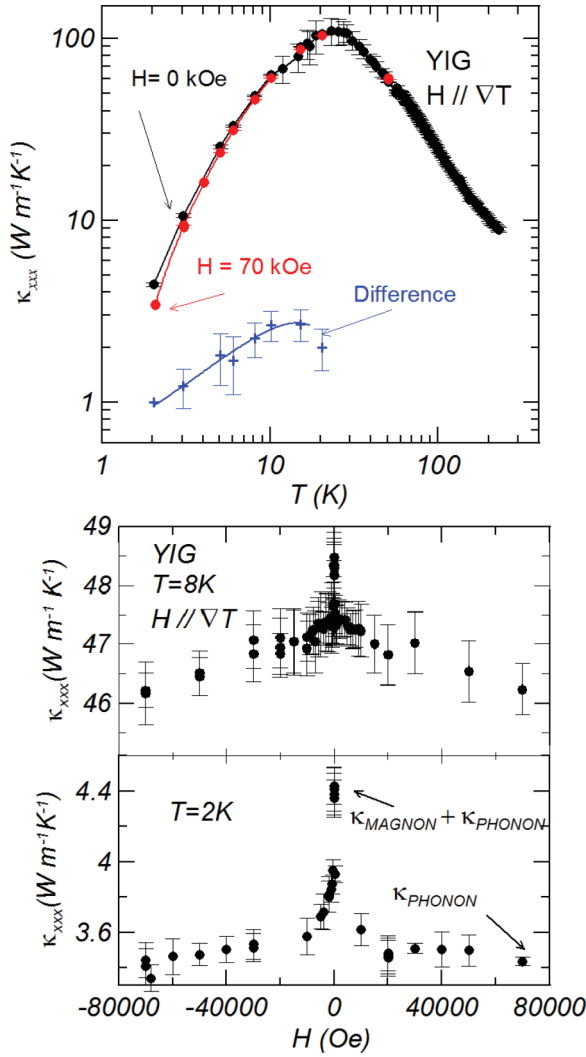 100
10
1
κxxx (W m⁻¹K⁻¹)
YIG
H // ∇T
H= 0 kOe
H = 70 kOe
Difference
1
10
100
T (K)
49
48
47
46
κxxx(W m⁻¹ K⁻¹)
YIG
T=8K
H // ∇T
4.4
4
3.6
κxxx(W m⁻¹K⁻¹)
T=2K
κMAGNON + κPHONON
κPHONON
-80000
-40000
0
40000
80000
H (Oe)